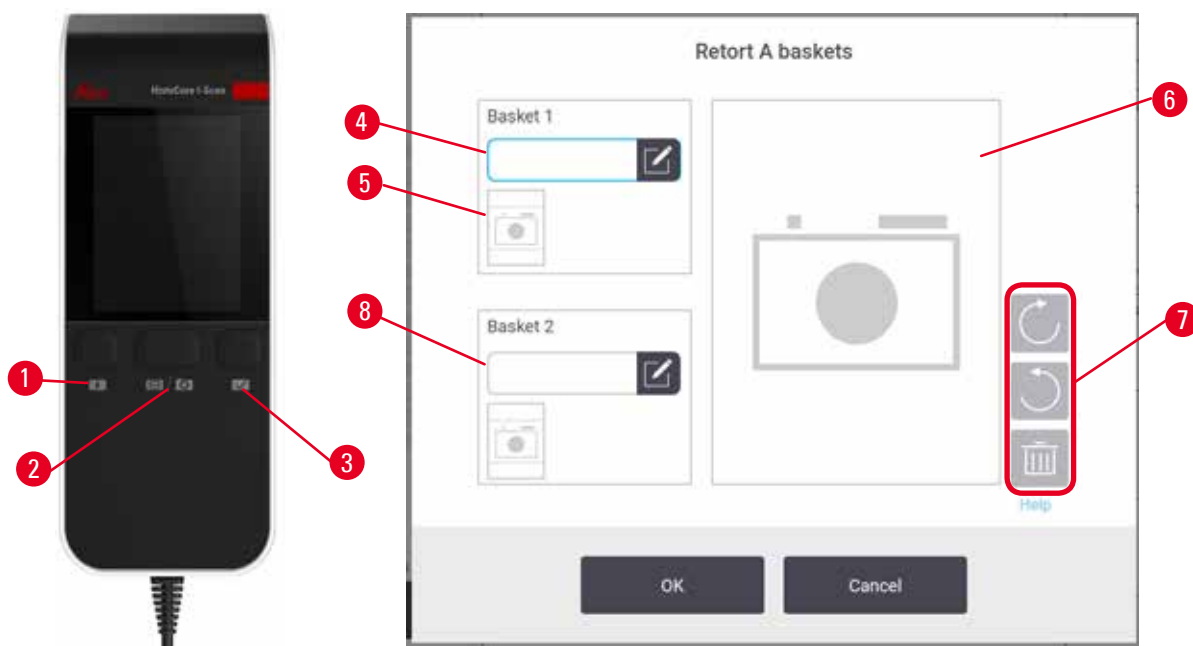 Leica
HistoCore I-Scan
1
2
3
Retort A baskets
Basket 1
4
5
6
Basket 2
8
7
Help
OK
Cancel